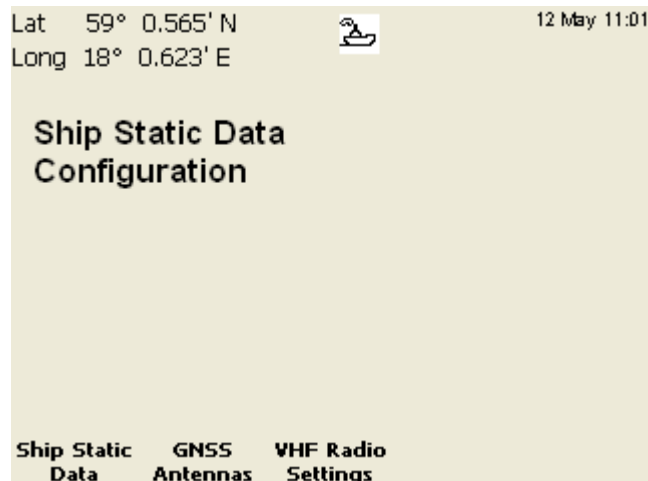 Lat 59° 0.565' N
12 May 11:01
Long 18° 0.623' E
Ship Static Data
Configuration
Ship Static Data
GNSS Antennas
VHF Radio Settings